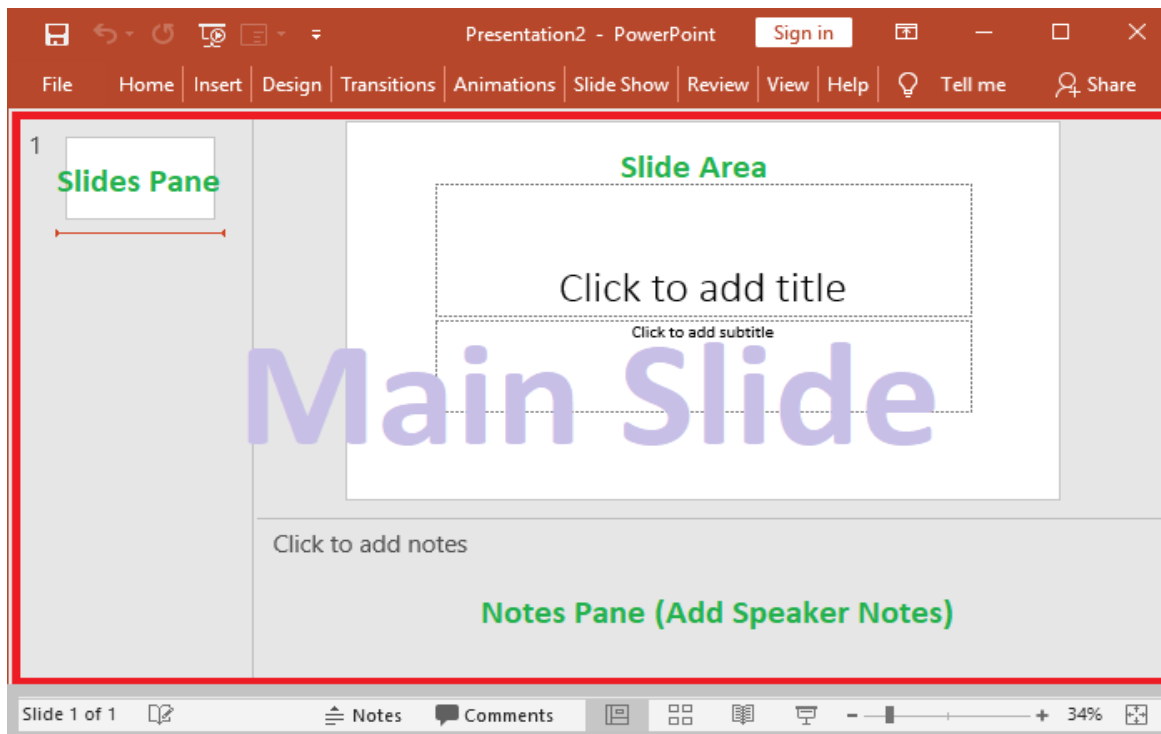 Presentation2 - PowerPoint Sign in
File Home Insert Design Transitions Animations Slide Show Review View Help Tell me Share
1
Slides Pane
Slide Area
Click to add title
Click to add subtitle
Main Slide
Click to add notes
Notes Pane (Add Speaker Notes)
Slide 1 of 1 Notes Comments - + 34%